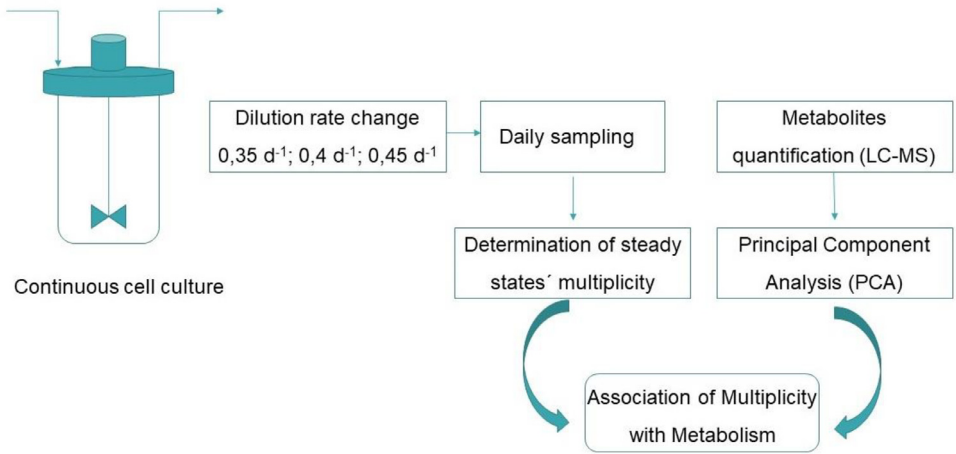 Dilution rate change
0,35 d-1; 0,4 d-1; 0,45 d-1
Daily sampling
Metabolites
quantification (LC-MS)
Determination of steady
states´ multiplicity
Principal Component
Analysis (PCA)
Continuous cell culture
Association of Multiplicity
with Metabolism